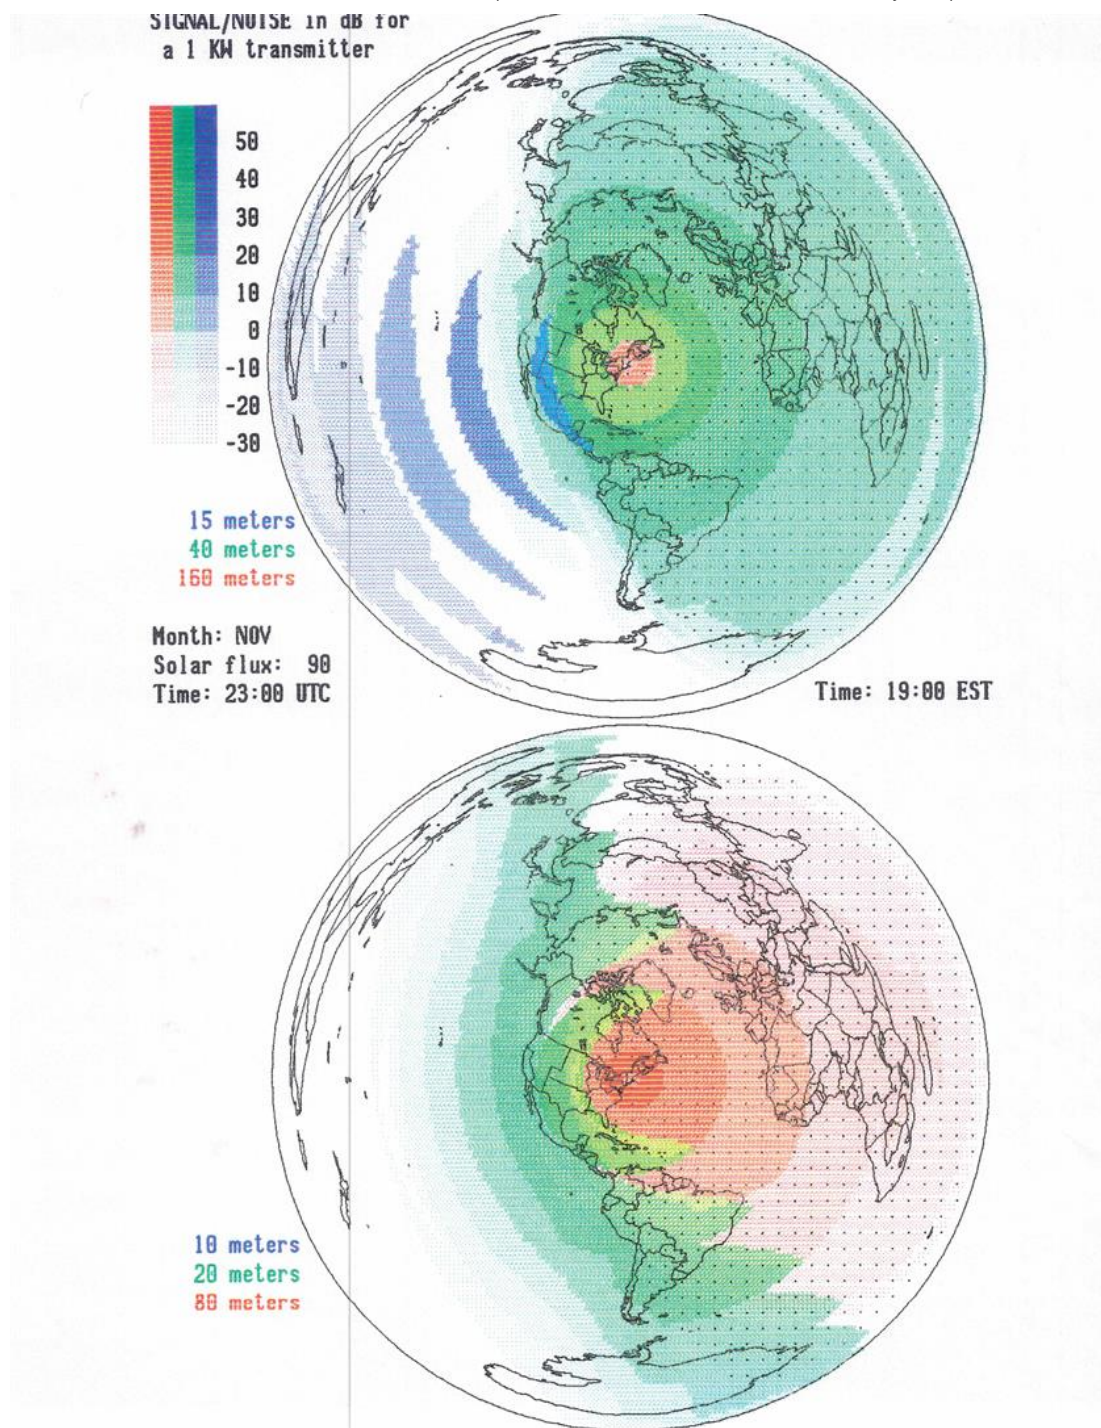 SIGNAL/NOISE in dB for
a 1 KW transmitter
50
40
30
20
10
0
-10
-20
-30
15 meters
40 meters
160 meters
Month: NOV
Solar flux: 90
Time: 23:00 UTC
Time: 19:00 EST
10 meters
20 meters
80 meters